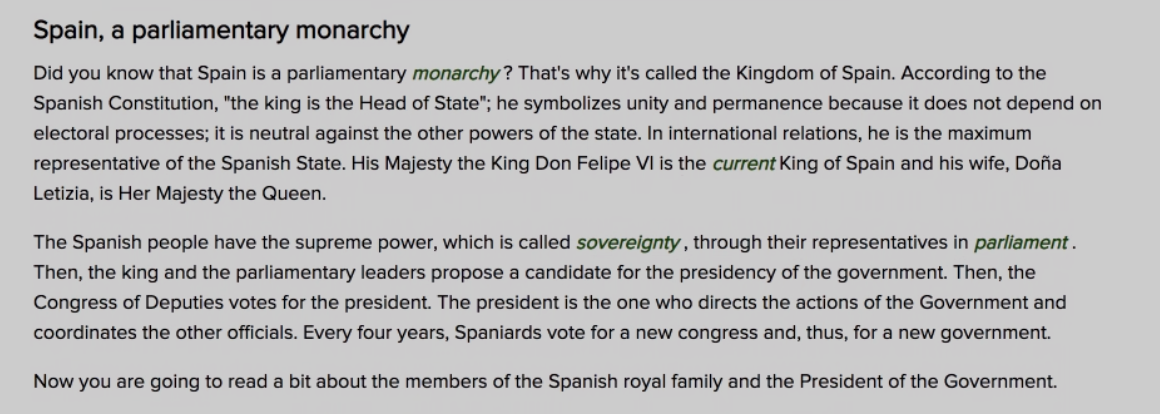 Spain, a parliamentary monarchy
Did you know that Spain is a parliamentary monarchy? That's why it's called the Kingdom of Spain. According to the
Spanish Constitution, "the king is the Head of State"; he symbolizes unity and permanence because it does not depend on
electoral processes; it is neutral against the other powers of the state. In international relations, he is the maximum
representative of the Spanish State. His Majesty the King Don Felipe VI is the current King of Spain and his wife, Doña
Letizia, is Her Majesty the Queen.
The Spanish people have the supreme power, which is called sovereignty, through their representatives in parliament.
Then, the king and the parliamentary leaders propose a candidate for the presidency of the government. Then, the
Congress of Deputies votes for the president. The president is the one who directs the actions of the Government and
coordinates the other officials. Every four years, Spaniards vote for a new congress and, thus, for a new government.
Now you are going to read a bit about the members of the Spanish royal family and the President of the Government.